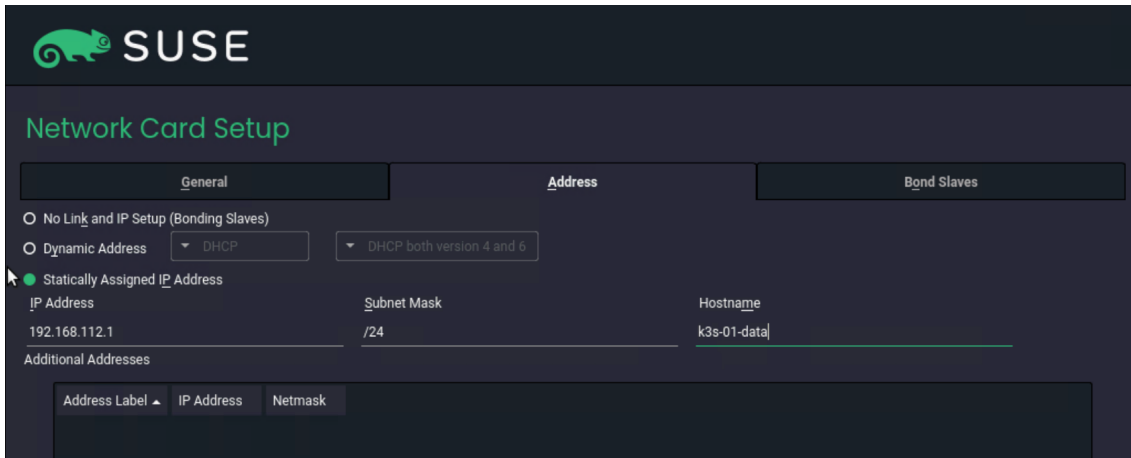 SUSE
Network Card Setup
General Address Bond Slaves
No Link and IP Setup (Bonding Slaves)
Dynamic Address DHCP DHCP both version 4 and 6
Statically Assigned IP Address
IP Address Subnet Mask Hostname
192.168.112.1 /24 k3s-01-data
Additional Addresses
Address Label IP Address Netmask